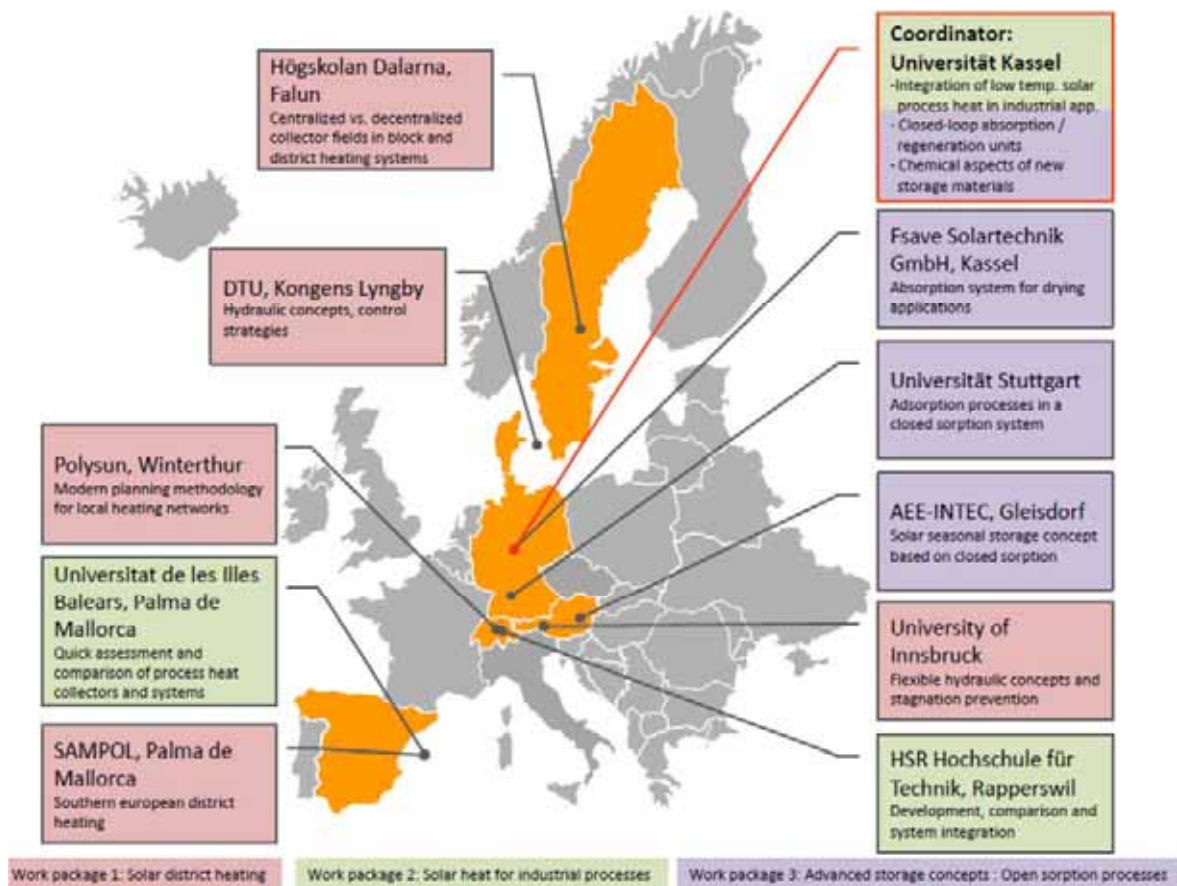 Högskolan Dalarna,
Falun
Centralized vs. decentralized
collector fields in block and
district heating systems
DTU, Kongens Lyngby
Hydraulic concepts, control
strategies
Polysun, Winterthur
Modern planning methodology
for local heating networks
Universitat de les Illes
Balears, Palma de
Mallorca
Quick assessment and
comparison of process heat
collectors and systems
SAMPOL, Palma de
Mallorca
Southern european district
heating
Coordinator:
Universität Kassel
-Integration of low temp. solar
process heat in industrial app.
- Closed-loop absorption /
regeneration units
- Chemical aspects of new
storage materials
Fsave Solartechnik
GmbH, Kassel
Absorption system for drying
applications
Universität Stuttgart
Adsorption processes in a
closed sorption system
AEE-INTEC, Gleisdorf
Solar seasonal storage concept
based on closed sorption
University of
Innsbruck
Flexible hydraulic concepts and
stagnation prevention
HSR Hochschule für
Technik, Rapperswil
Development, comparison and
system integration
Work package 1: Solar district heating
Work package 2: Solar heat for industrial processes
Work package 3: Advanced storage concepts : Open sorption processes